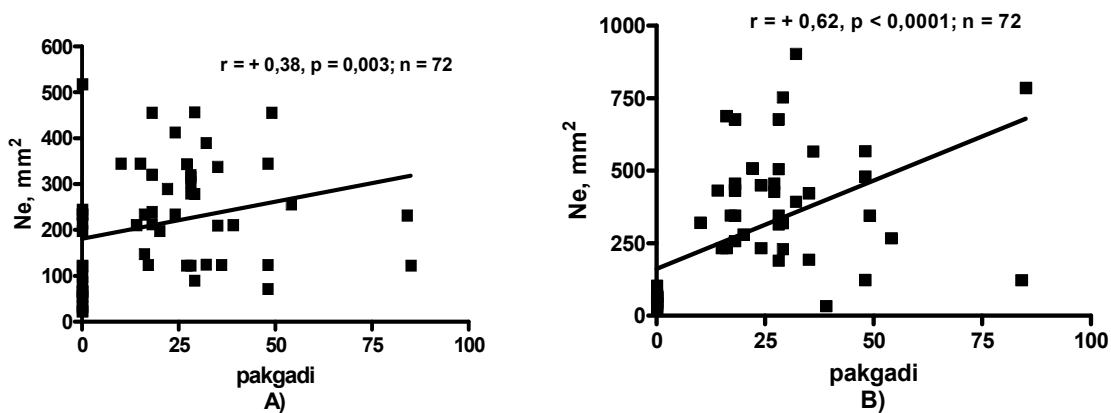 r = + 0,38, p = 0,003; n = 72
Ne, mm²
600
500
400
300
200
100
0
0 25 50 75 100
pakgadi
A)
r = + 0,62, p < 0,0001; n = 72
Ne, mm²
1000
750
500
250
0
0 25 50 75 100
pakgadi
B)